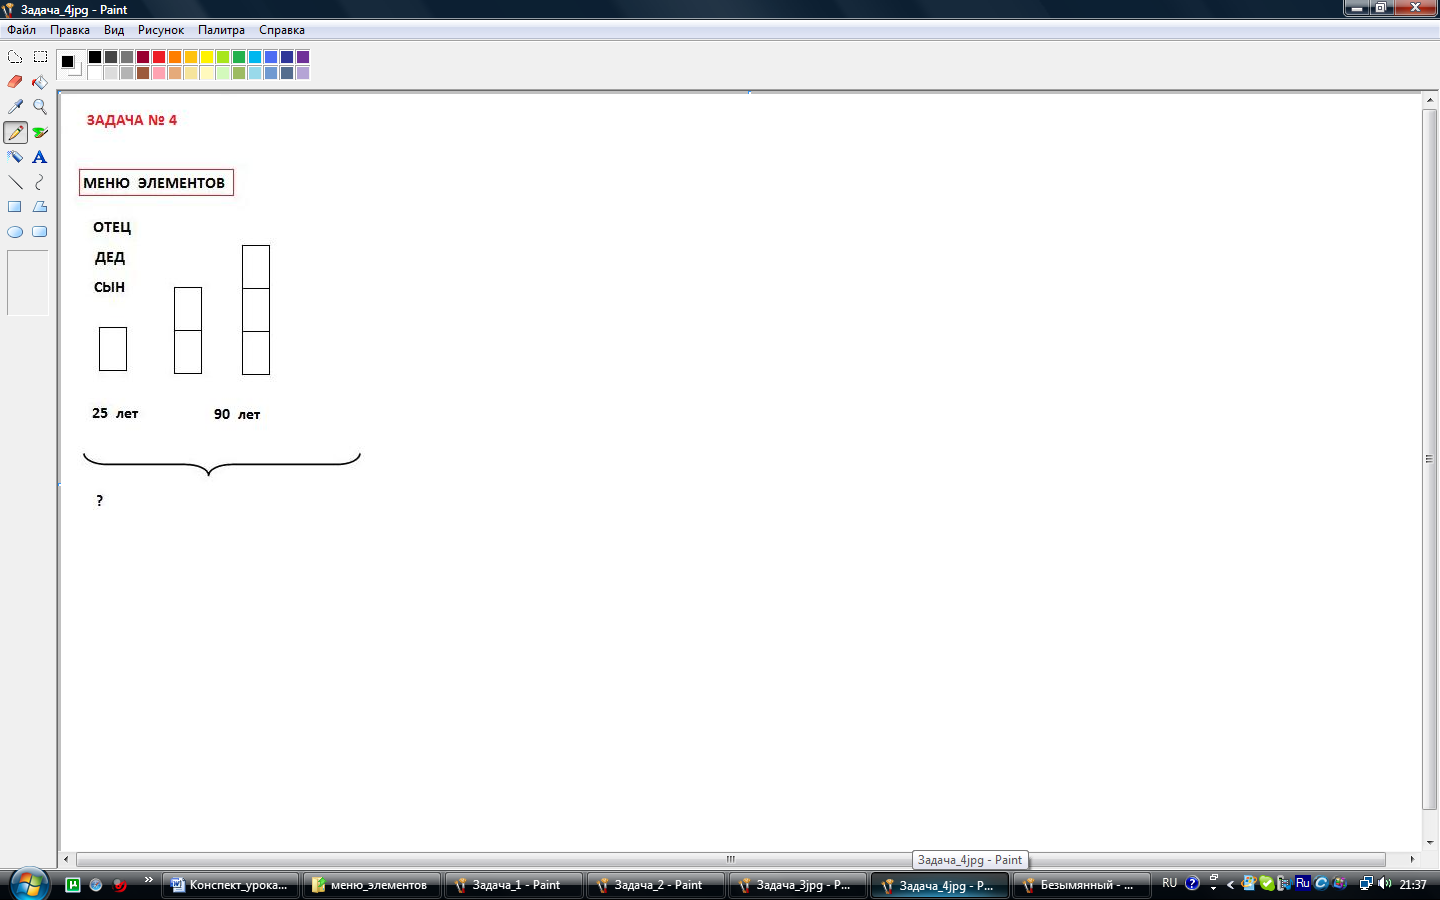 Задача_4jpg - Paint
Файл Правка Вид Рисунок Палитра Справка
ЗАДАЧА № 4
МЕНЮ ЭЛЕМЕНТОВ
ОТЕЦ
ДЕД
СЫН
25 лет 90 лет
?
Задача_4jpg - Paint
Конспект_урока... меню_элементов Задача_1 - Paint Задача_2 - Paint Задача_3jpg - P... Задача_4jpg - P... Безымянный - ... RU Ru 21:37